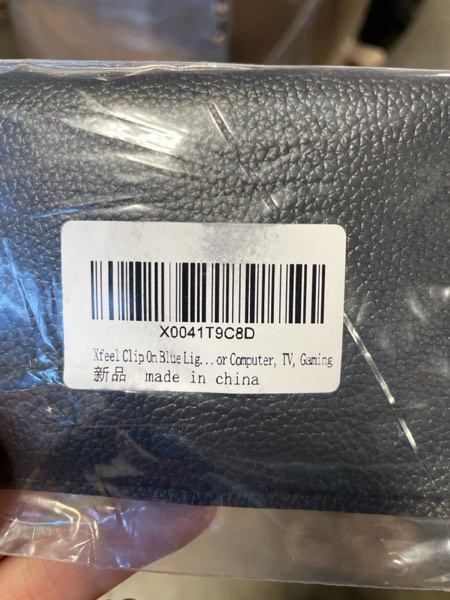 X0041T9C8D
Xfeel Clip On Blue Lig... or Computer, TV, Gaming
新品 made in china